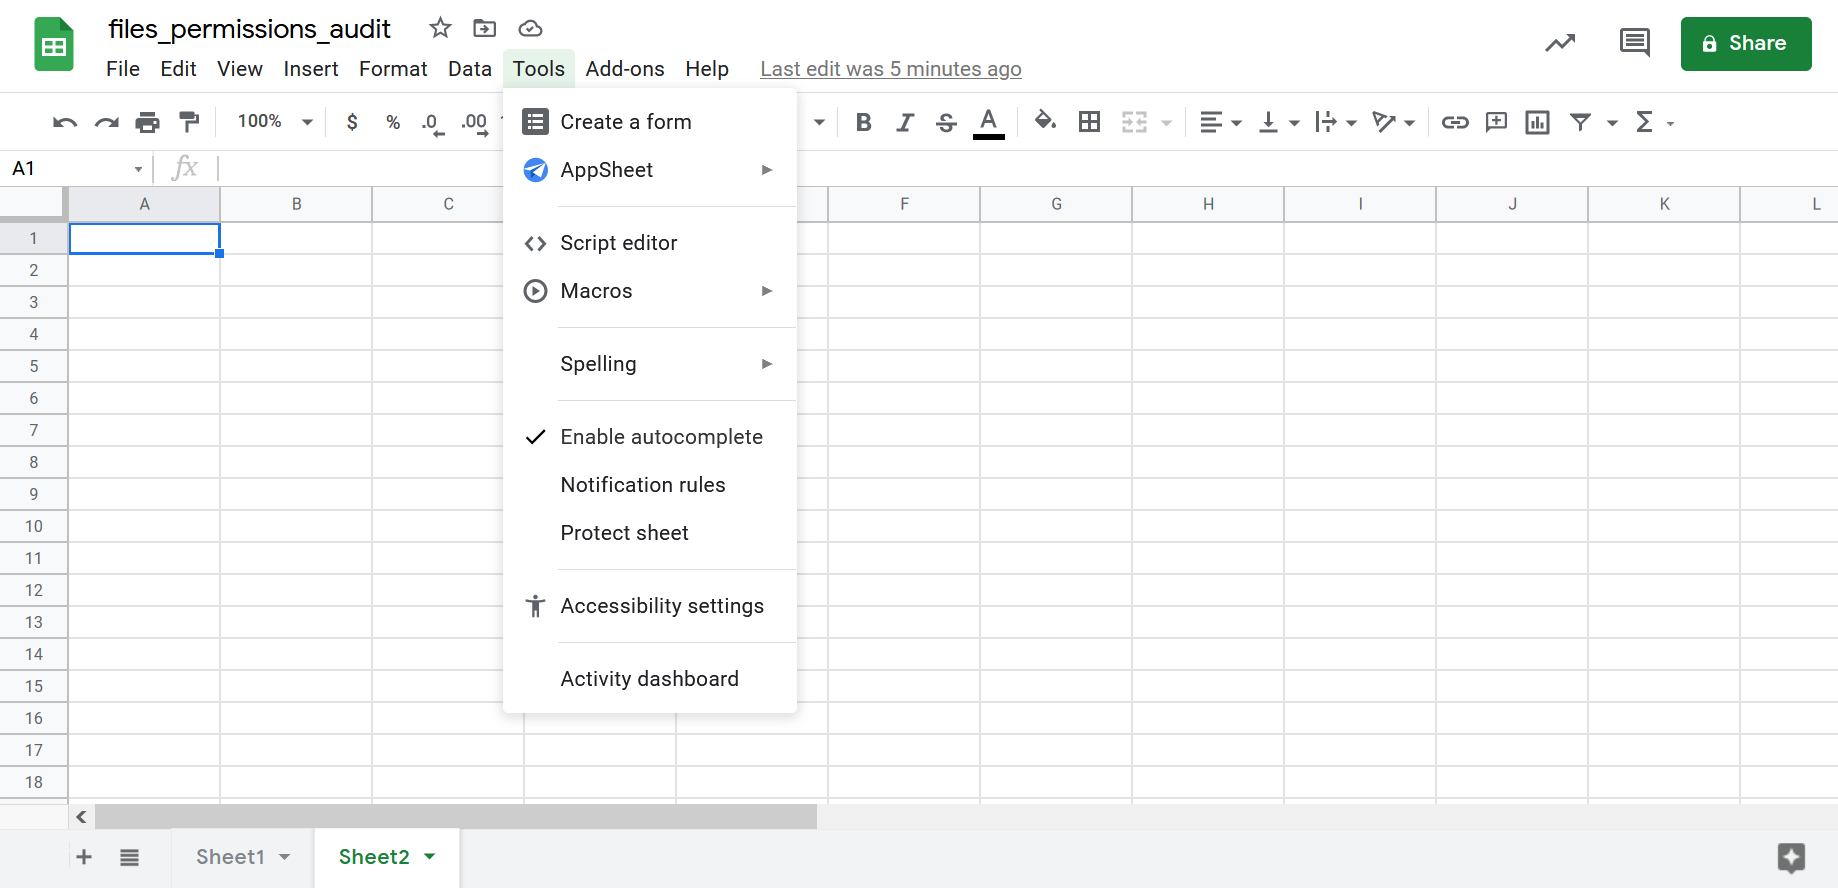 files_permissions_audit
File Edit View Insert Format Data Tools Add-ons Help Last edit was 5 minutes ago
Share
100% $ % .0 .00 B I S A Σ
A1 fx
A B C F G H I J K L
1
2
3
4
5
6
7
8
9
10
11
12
13
14
15
16
17
18
Create a form
AppSheet
Script editor
Macros
Spelling
Enable autocomplete
Notification rules
Protect sheet
Accessibility settings
Activity dashboard
Sheet1 Sheet2